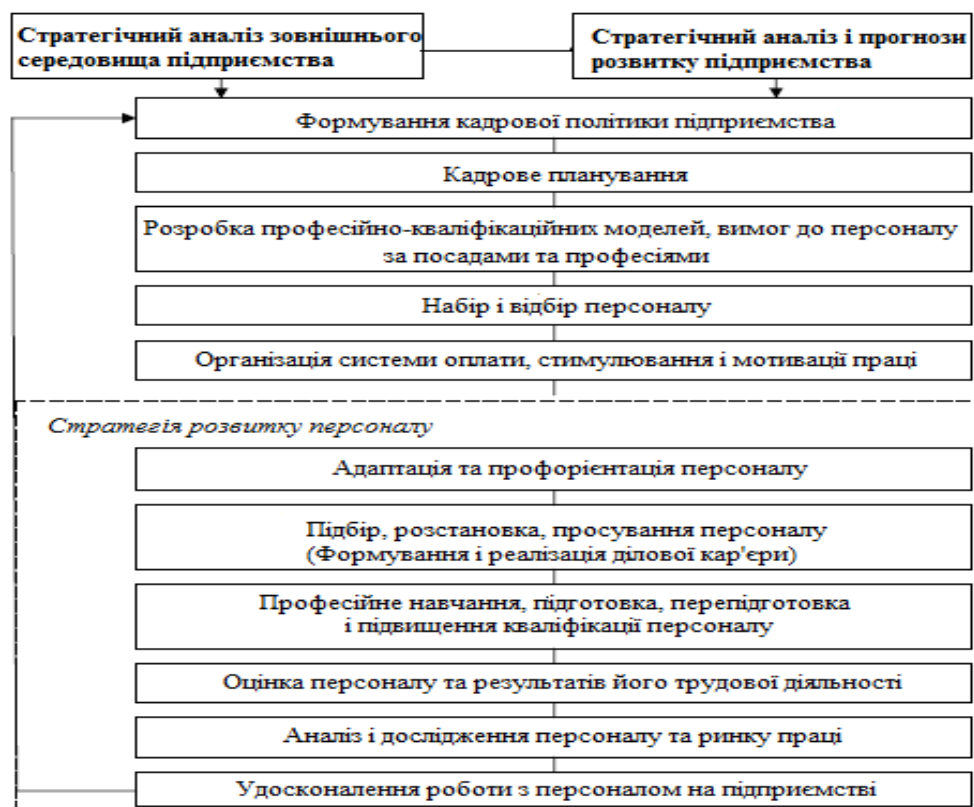 Стратегічний аналіз зовнішнього
середовища підприємства
Стратегічний аналіз і прогнози
розвитку підприємства
Формування кадрової політики підприємства
Кадрове планування
Розробка професійно-кваліфікаційних моделей, вимог до персоналу
за посадами та професіями
Набір і відбір персоналу
Організація системи оплати, стимулювання і мотивації праці
Стратегія розвитку персоналу
Адаптація та профорієнтація персоналу
Підбір, розстановка, просування персоналу
(Формування і реалізація ділової кар'єри)
Професійне навчання, підготовка, перепідготовка
і підвищення кваліфікації персоналу
Оцінка персоналу та результатів його трудової діяльності
Аналіз і дослідження персоналу та ринку праці
Удосконалення роботи з персоналом на підприємстві